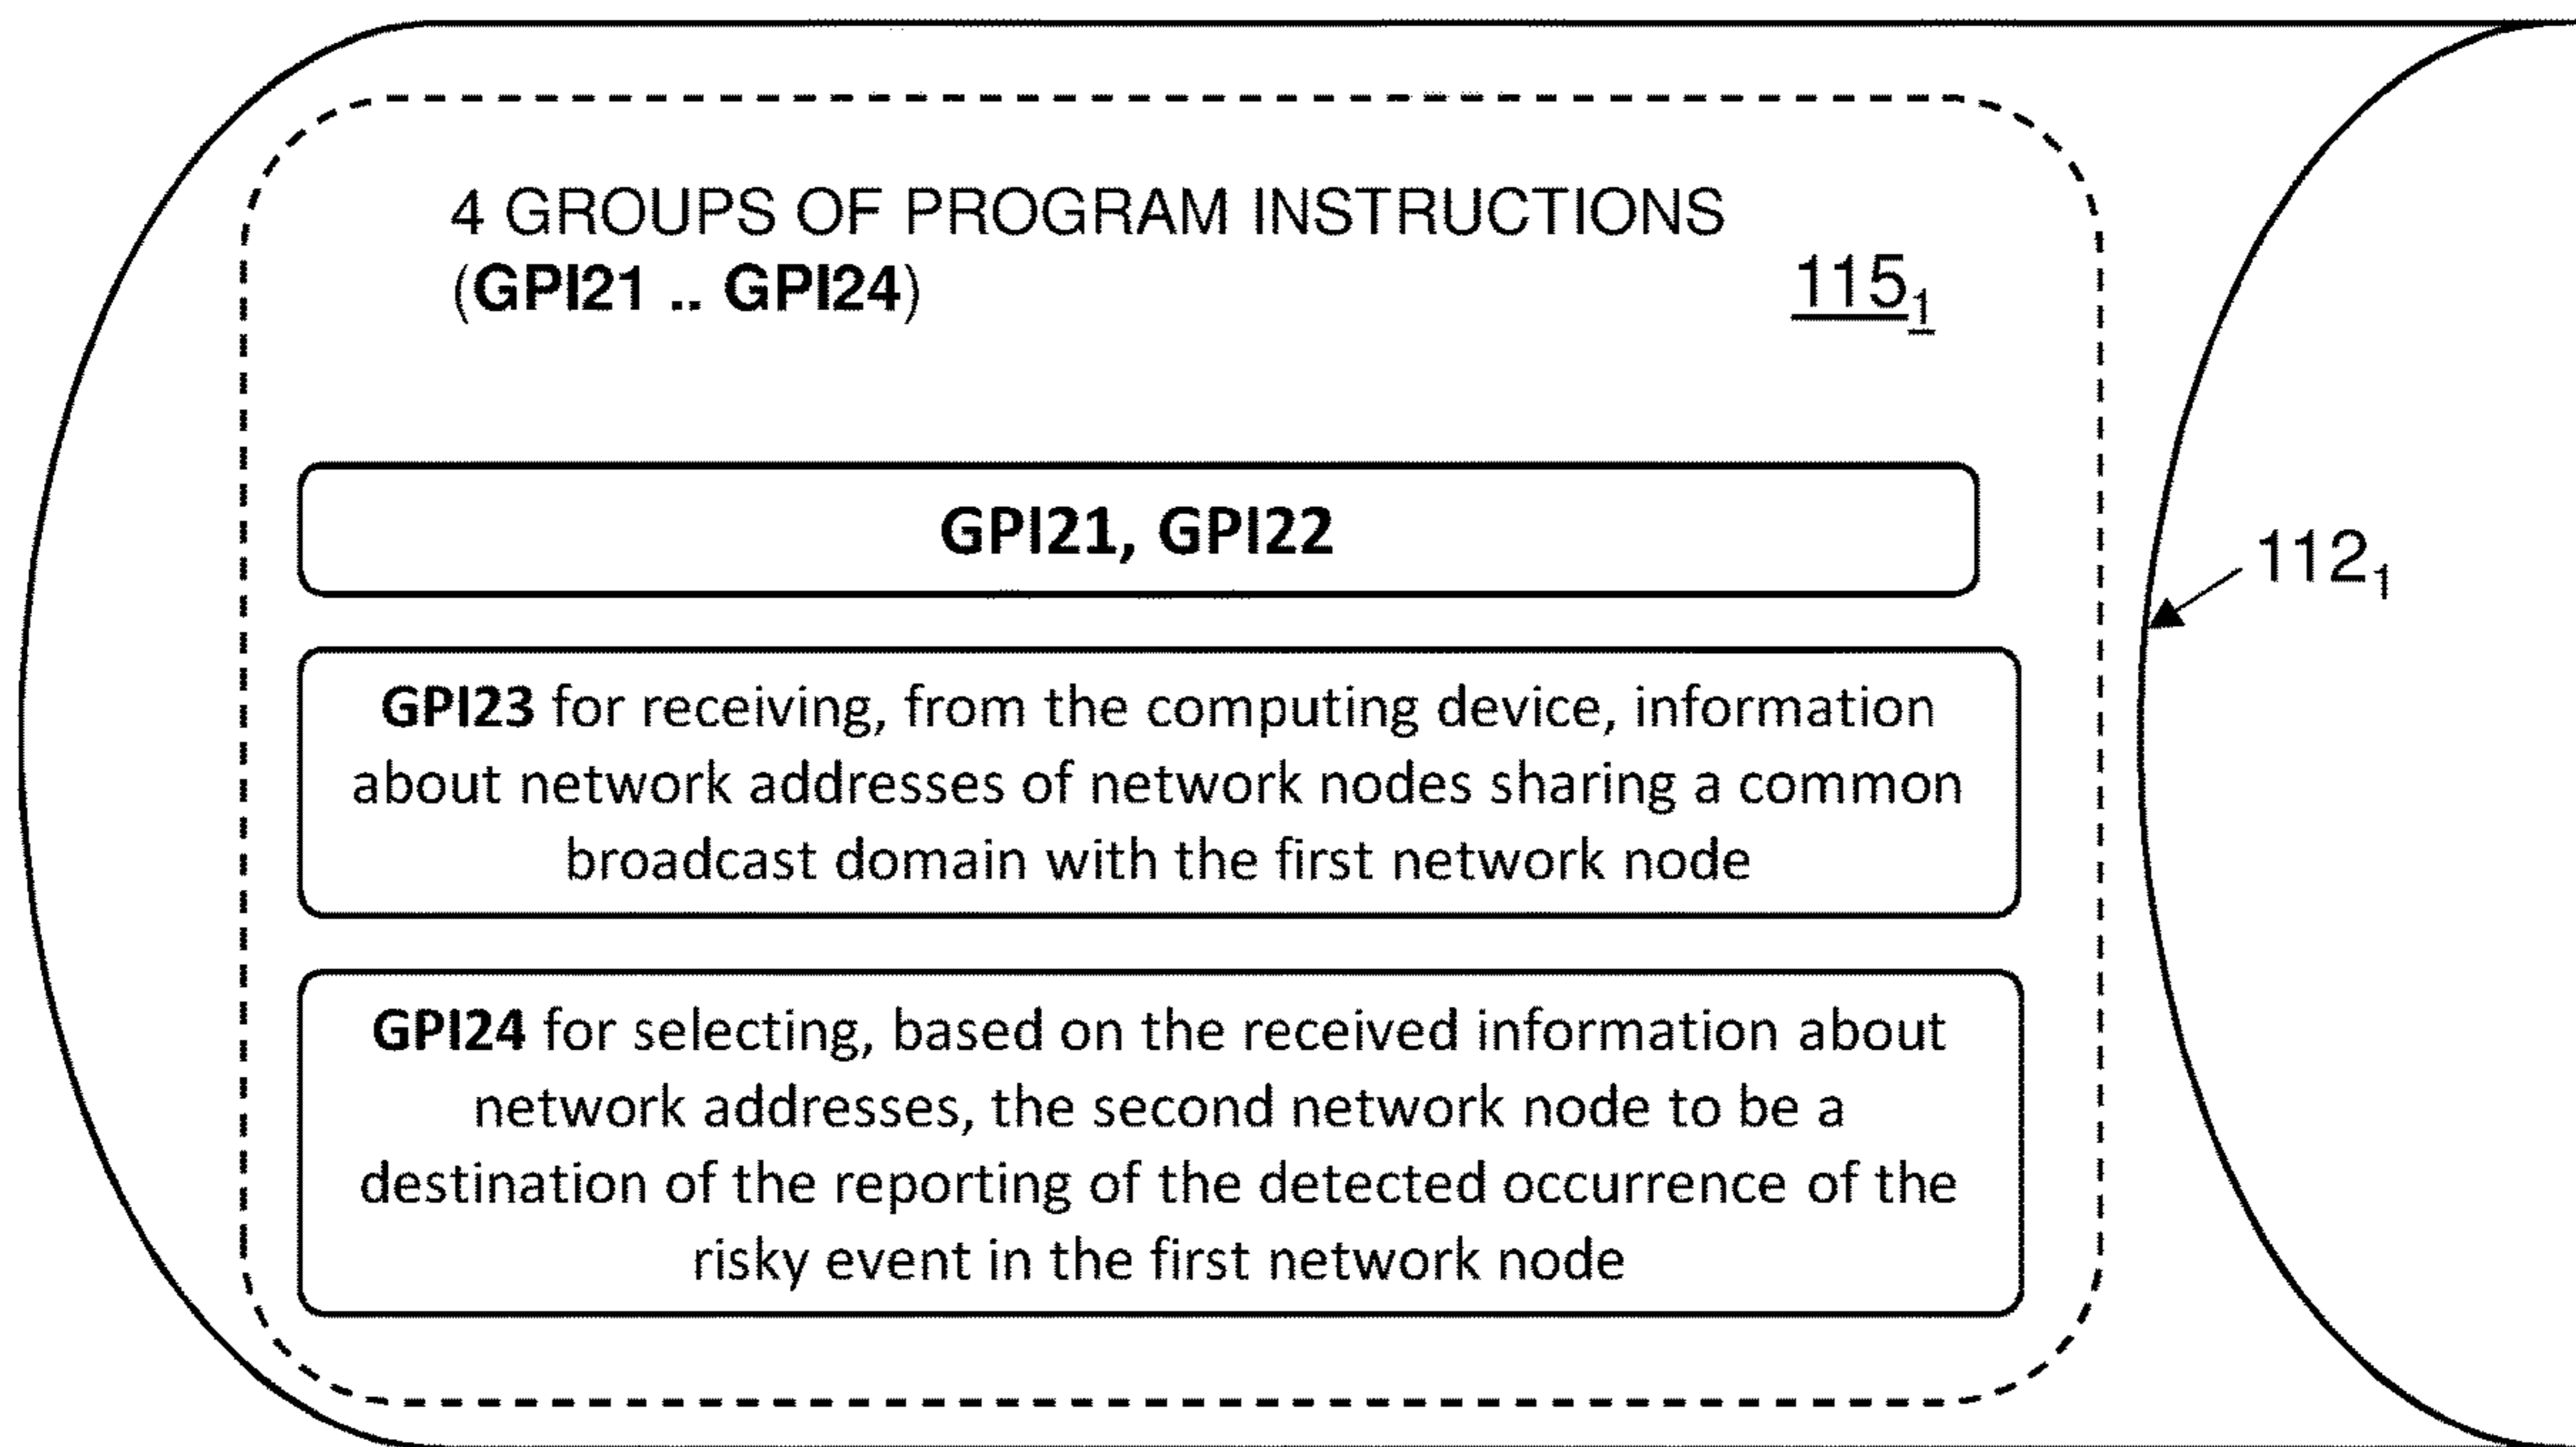 4 GROUPS OF PROGRAM INSTRUCTIONS
(GPI21 .. GPI24)
115₁
GPI21, GPI22
112₁
GPI23 for receiving, from the computing device, information
about network addresses of network nodes sharing a common
broadcast domain with the first network node
GPI24 for selecting, based on the received information about
network addresses, the second network node to be a
destination of the reporting of the detected occurrence of the
risky event in the first network node